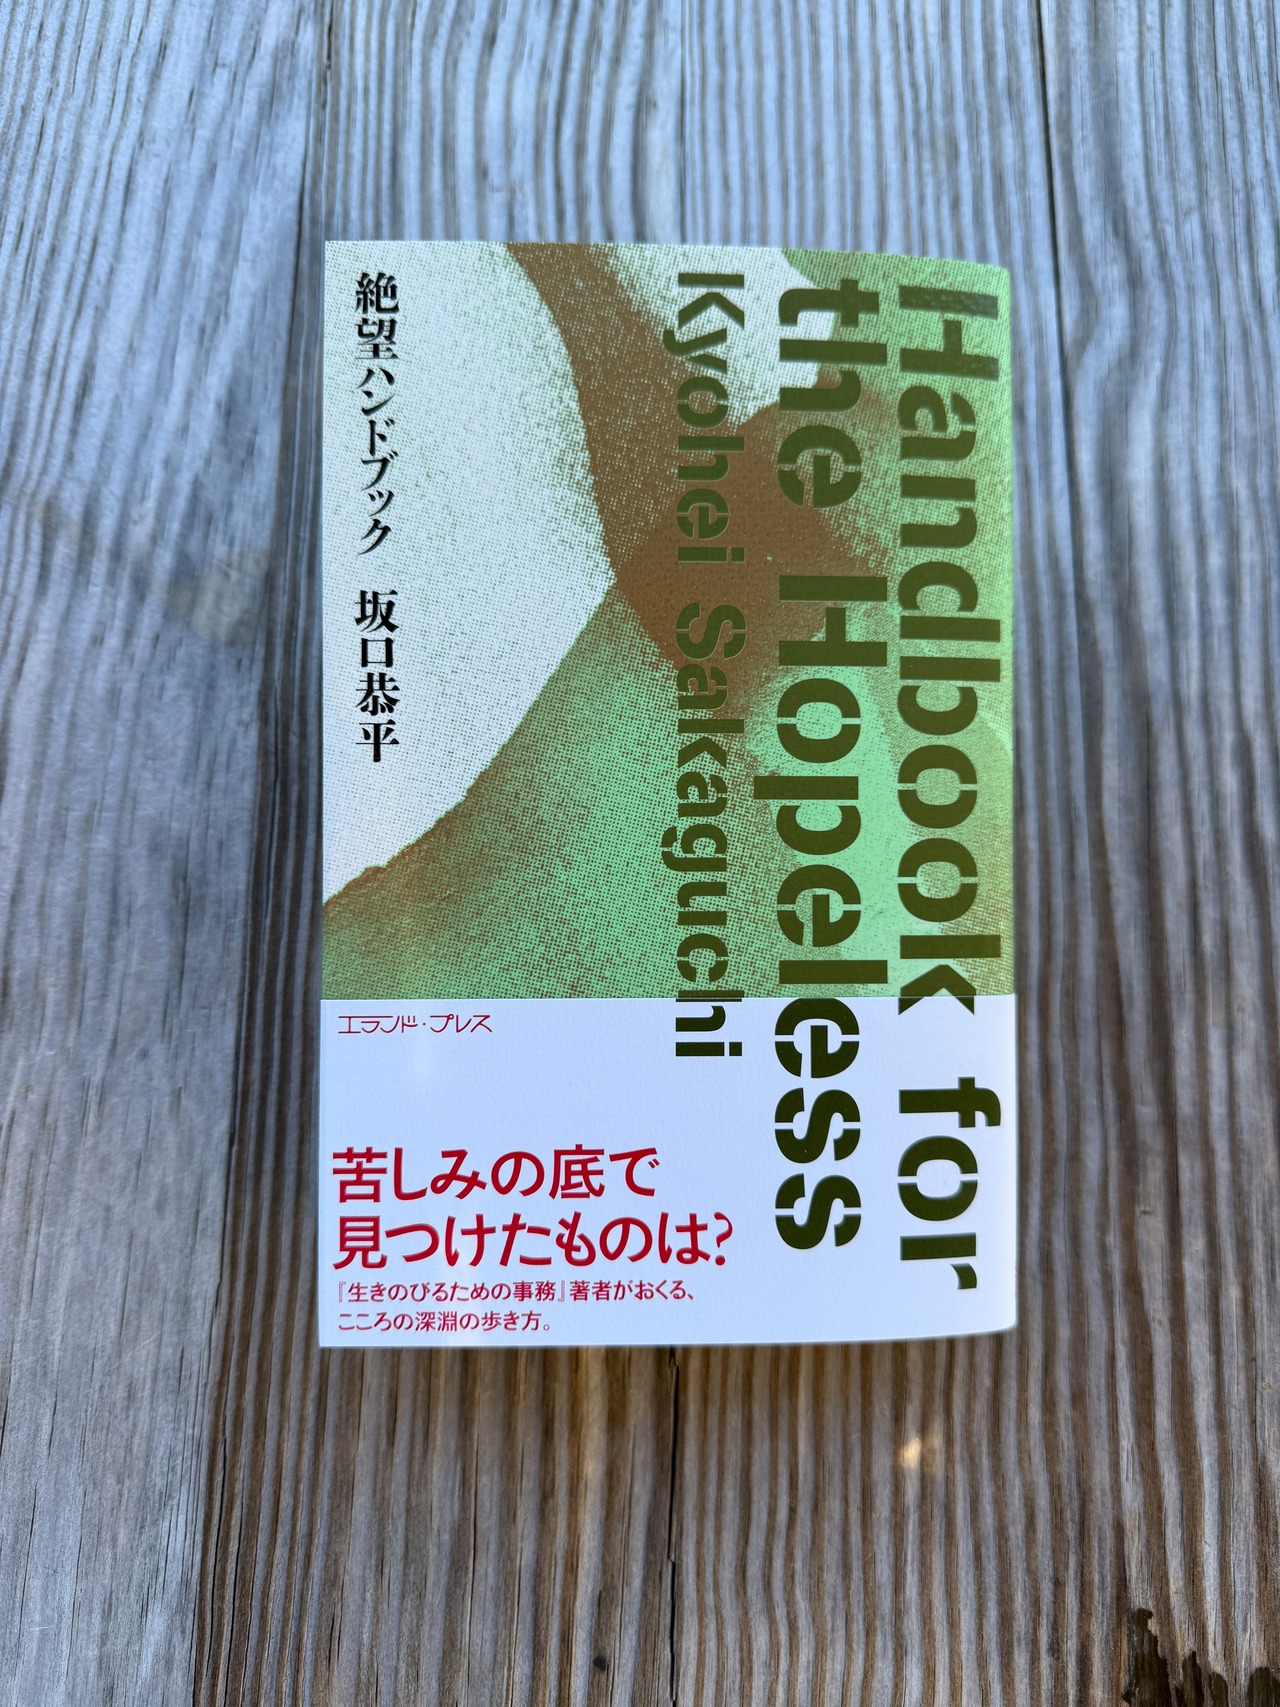 Handbook for
the Hopeless
Kyohei Sakaguchi
絶望ハンドブック 坂口恭平
エランド・プレス
苦しみの底で
見つけたものは?
『生きのびるための事務』著者がおくる、
こころの深淵の歩き方。